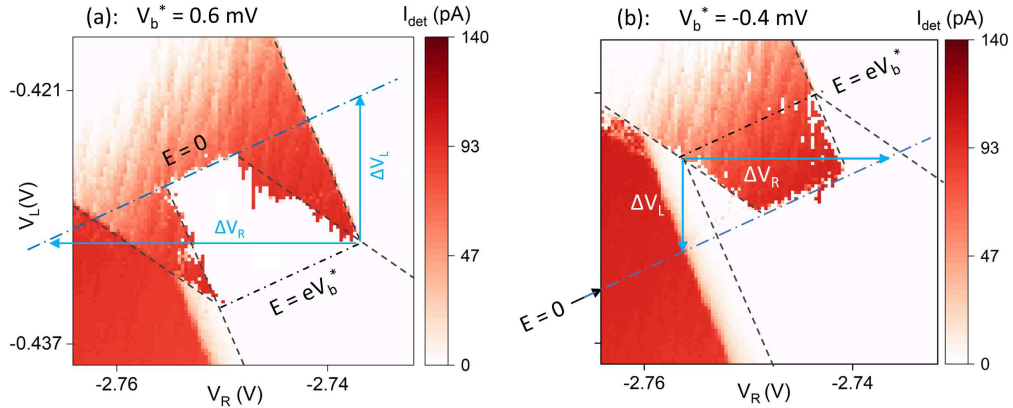 (a): V_b^* = 0.6 mV
I_det (pA)
140
93
47
0
-0.421
-0.437
V_L(V)
-2.76
-2.74
V_R (V)
E = 0
E = eV_b^*
ΔV_L
ΔV_R
(b): V_b^* = -0.4 mV
I_det (pA)
140
93
47
0
-2.76
-2.74
V_R (V)
E = eV_b^*
ΔV_R
ΔV_L
E = 0